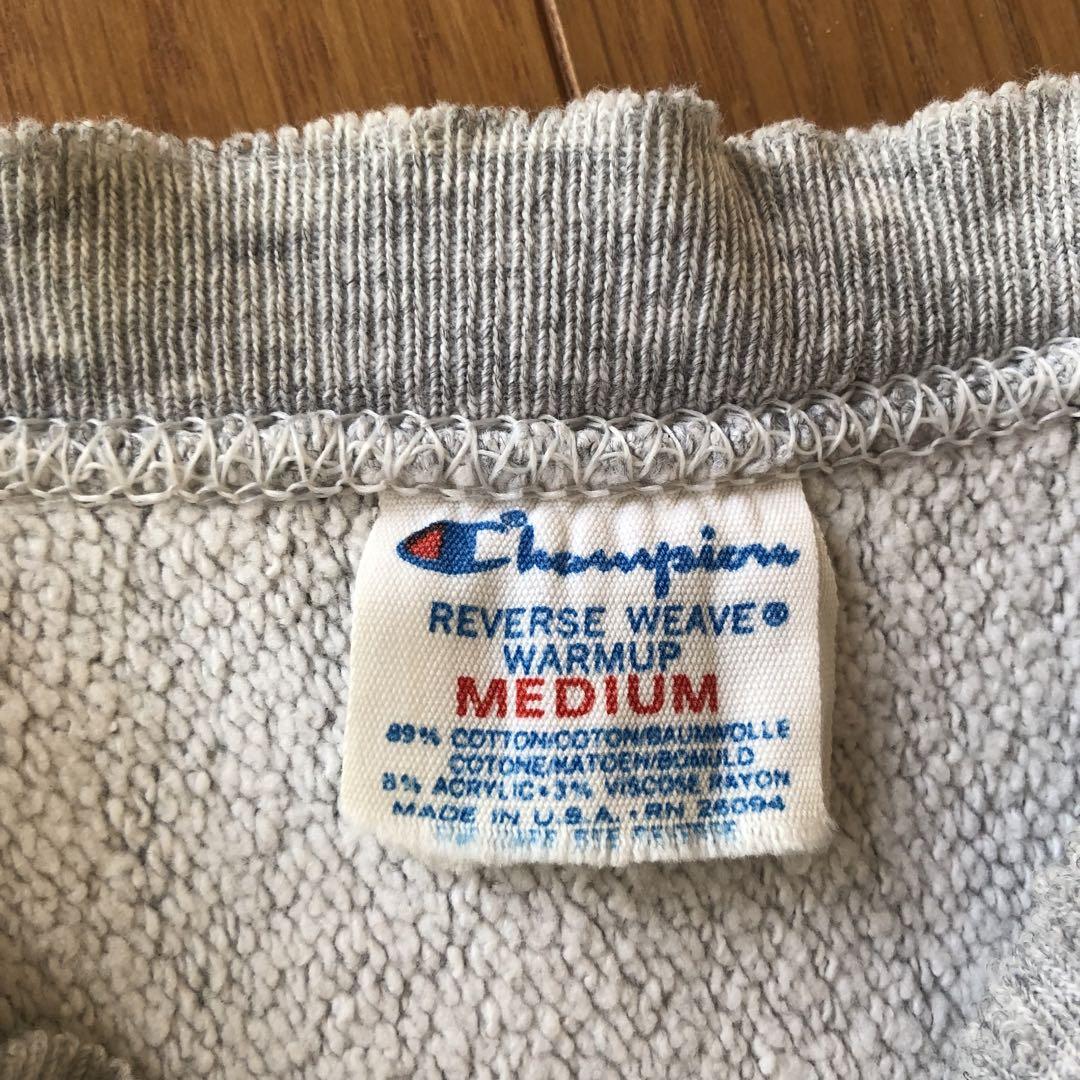 Champion
REVERSE WEAVE®
WARMUP
MEDIUM
89% COTTON/COTON/BAUMWOLLE
COTONE/KATOEN/BOMULD
8% ACRYLIC • 3% VISCOSE RAYON
MADE IN U.S.A. • RN 26094